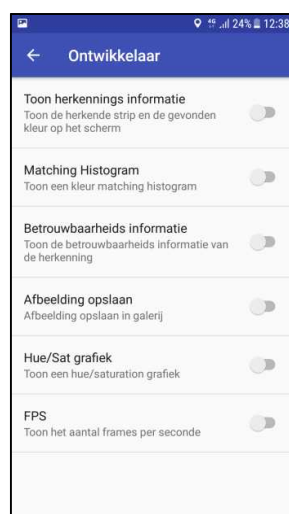 24% 12:38
Ontwikkelaar
Toon herkennings informatie
Toon de herkende strip en de gevonden
kleur op het scherm
Matching Histogram
Toon een kleur matching histogram
Betrouwbaarheids informatie
Toon de betrouwbaarheids informatie van
de herkenning
Afbeelding opslaan
Afbeelding opslaan in galerij
Hue/Sat grafiek
Toon een hue/saturation grafiek
FPS
Toon het aantal frames per seconde